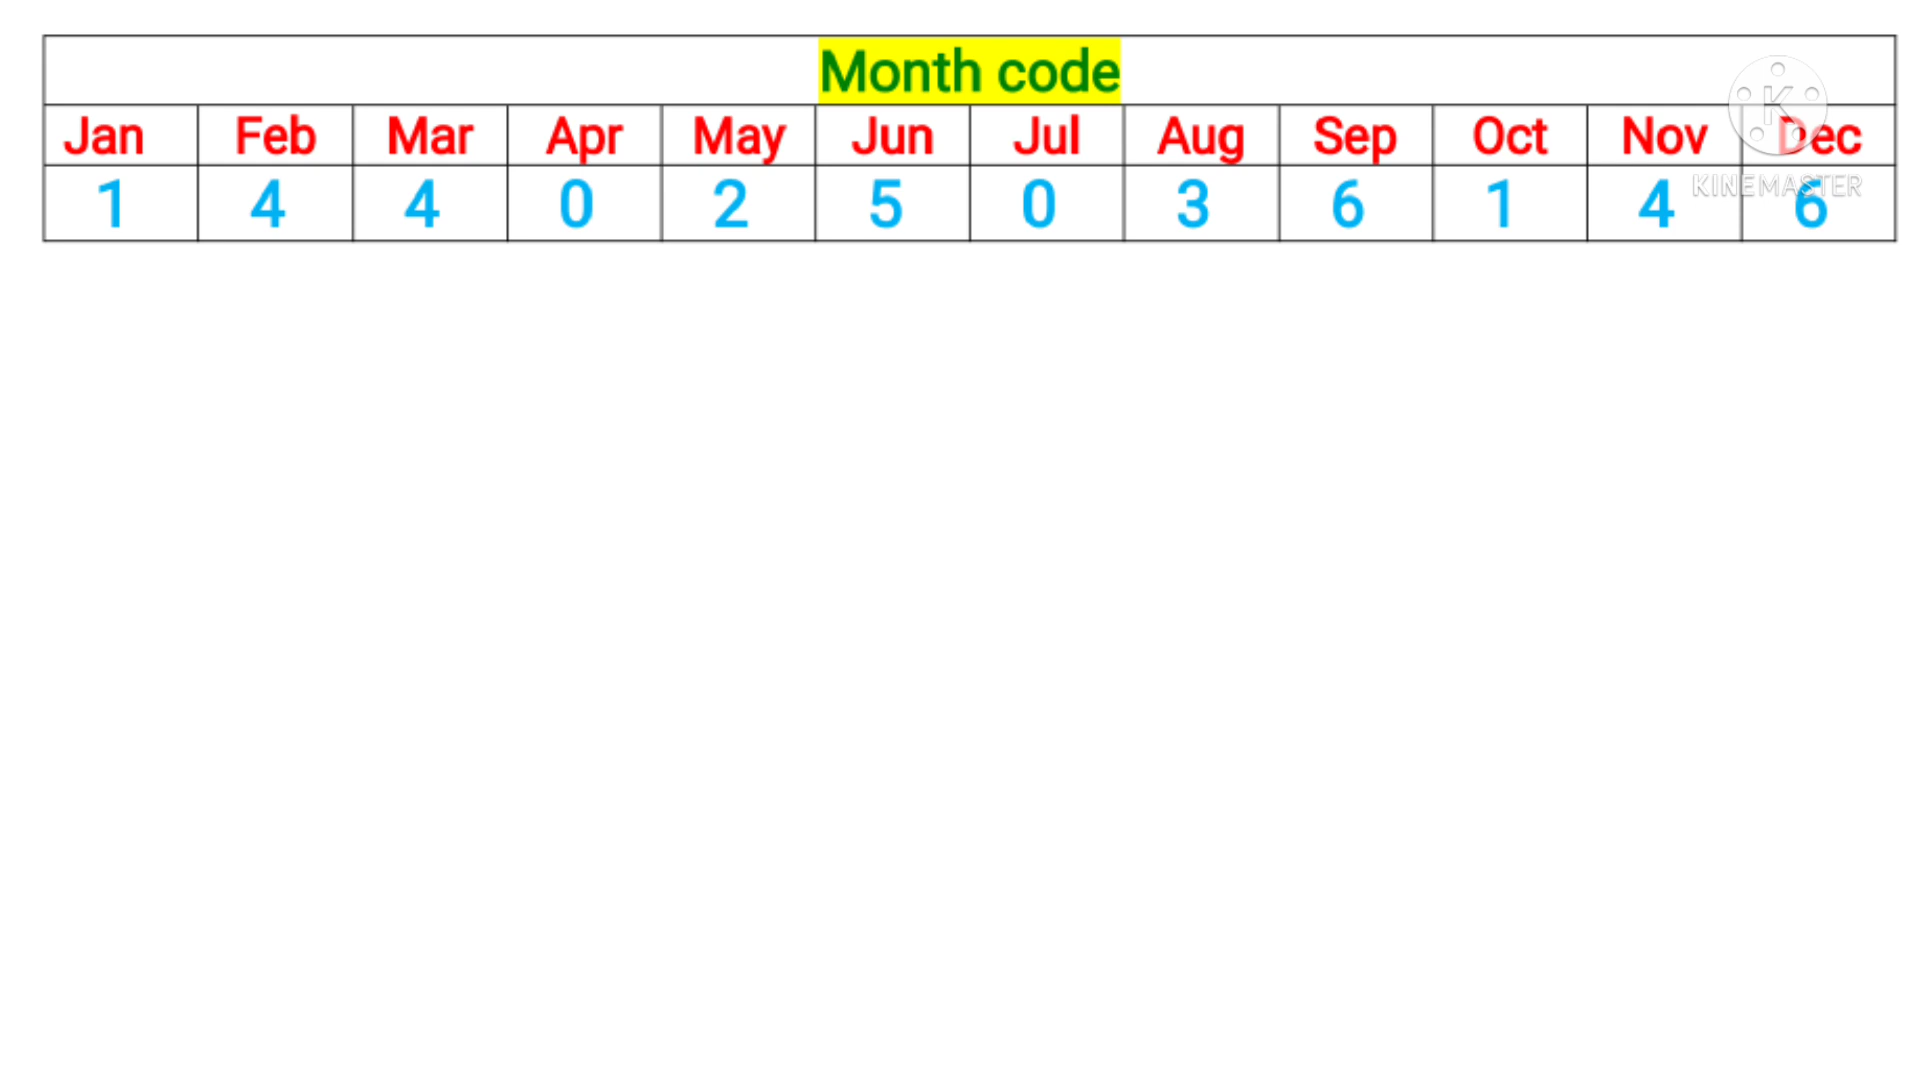 Month code
Jan Feb Mar Apr May Jun Jul Aug Sep Oct Nov Dec
1 4 4 0 2 5 0 3 6 1 4 6
K
KINEMASTER